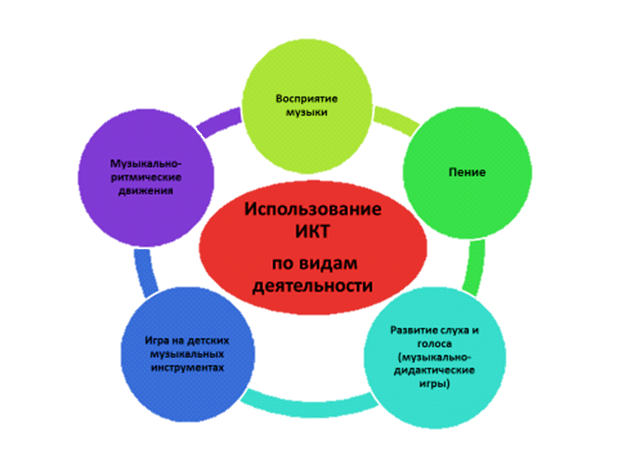 Восприятие
музыки
Пение
Развитие слуха и
голоса
(музыкально-
дидактические
игры)
Игра на детских
музыкальных
инструментах
Музыкально-
ритмические
движения
Использование
ИКТ
по видам
деятельности